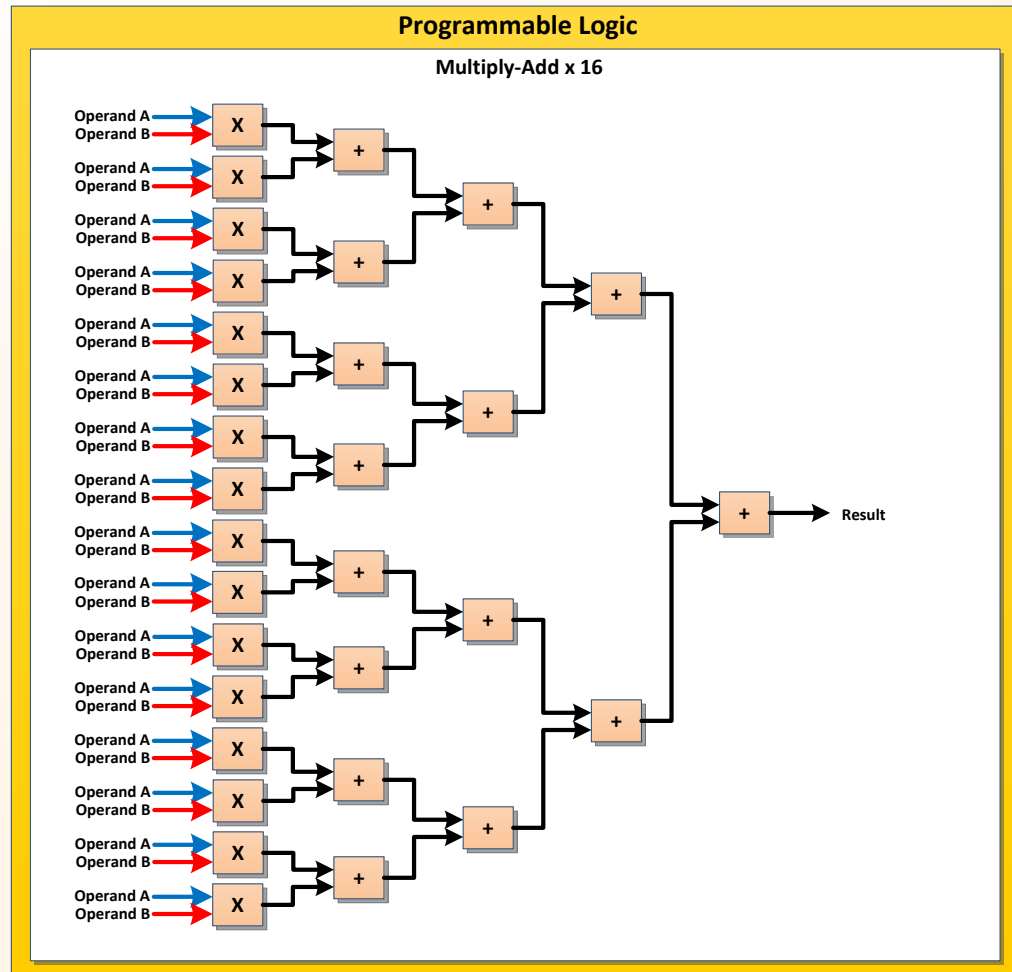 Programmable Logic
Multiply-Add x 16
Operand A
Operand B
X
+
Operand A
Operand B
X
+
Operand A
Operand B
X
+
Operand A
Operand B
X
+
Operand A
Operand B
X
+
Operand A
Operand B
X
+
Operand A
Operand B
X
+
Operand A
Operand B
X
+
Result
Operand A
Operand B
X
+
Operand A
Operand B
X
+
Operand A
Operand B
X
+
Operand A
Operand B
X
+
Operand A
Operand B
X
+
Operand A
Operand B
X
+
Operand A
Operand B
X
+
Operand A
Operand B
X